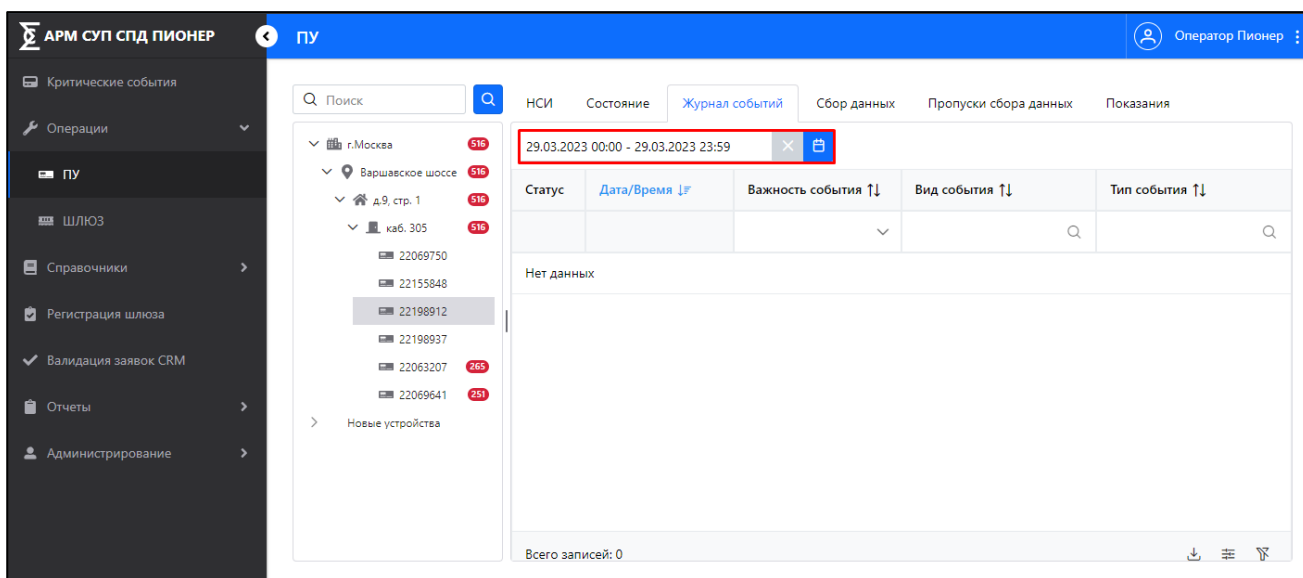 АРМ СУП СПД ПИОНЕР
ПУ
Оператор Пионер
Критические события
Операции
ПУ
ШЛЮЗ
Справочники
Регистрация шлюза
Валидация заявок CRM
Отчеты
Администрирование
Поиск
г.Москва 516
Варшавское шоссе 516
д.9, стр. 1 516
каб. 305 516
22069750
22155848
22198912
22198937
22063207 265
22069641 251
Новые устройства
НСИ Состояние Журнал событий Сбор данных Пропуски сбора данных Показания
29.03.2023 00:00 - 29.03.2023 23:59
Статус Дата/Время Важность события Вид события Тип события
Нет данных
Всего записей: 0